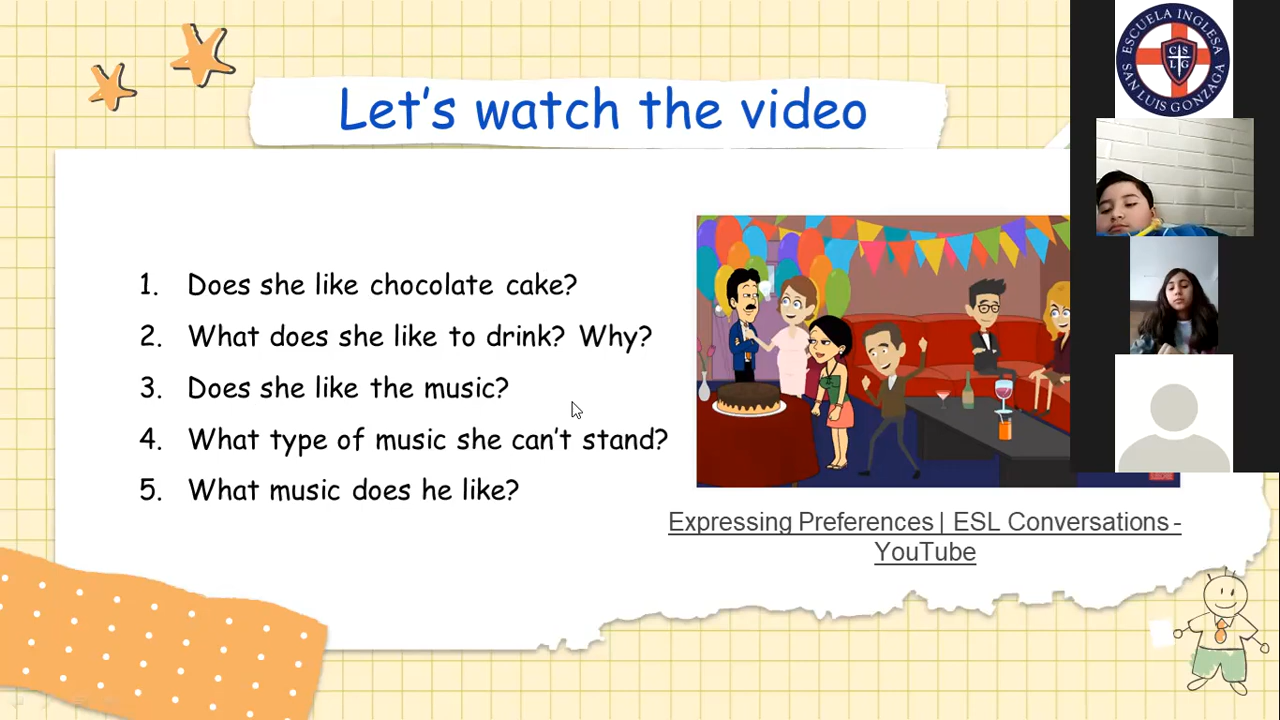 Let's watch the video
1. Does she like chocolate cake?
2. What does she like to drink? Why?
3. Does she like the music?
4. What type of music she can't stand?
5. What music does he like?
Expressing Preferences | ESL Conversations -
YouTube
ESCUELA INGLESA
SAN LUIS GONZAGA
C S
L G